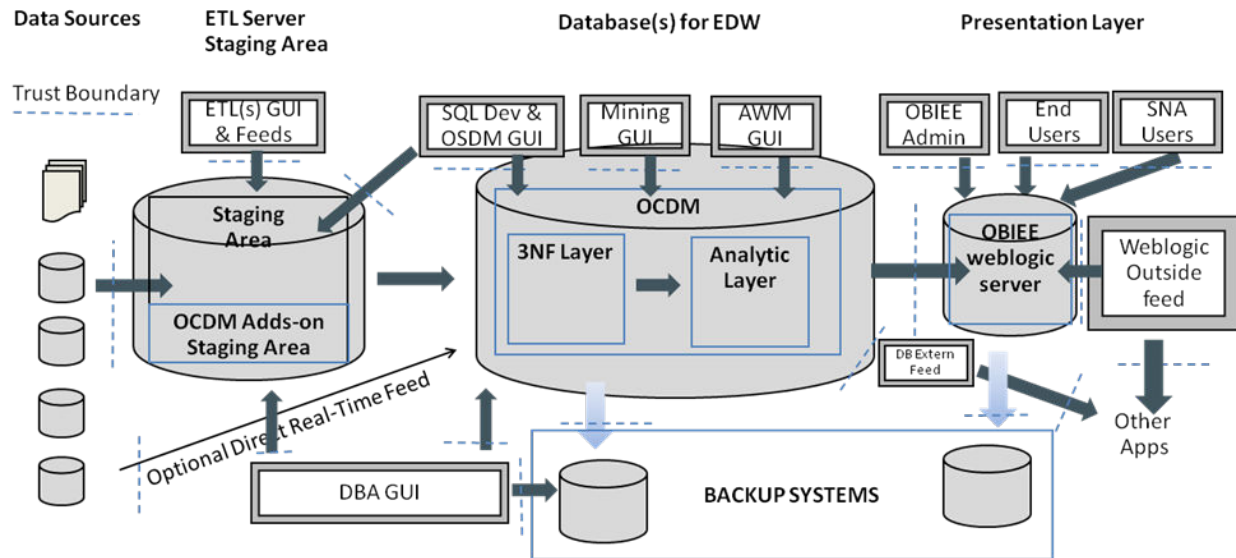 Data Sources
ETL Server
Staging Area
Database(s) for EDW
Presentation Layer
Trust Boundary
ETL(s) GUI
& Feeds
SQL Dev &
OSDM GUI
Mining
GUI
AWM
GUI
OBIEE
Admin
End
Users
SNA
Users
Staging
Area
OCDM Adds-on
Staging Area
OCDM
3NF Layer
Analytic
Layer
OBIEE
weblogic
server
Weblogic
Outside
feed
DB Extern
Feed
Optional Direct Real-Time Feed
Other
Apps
DBA GUI
BACKUP SYSTEMS